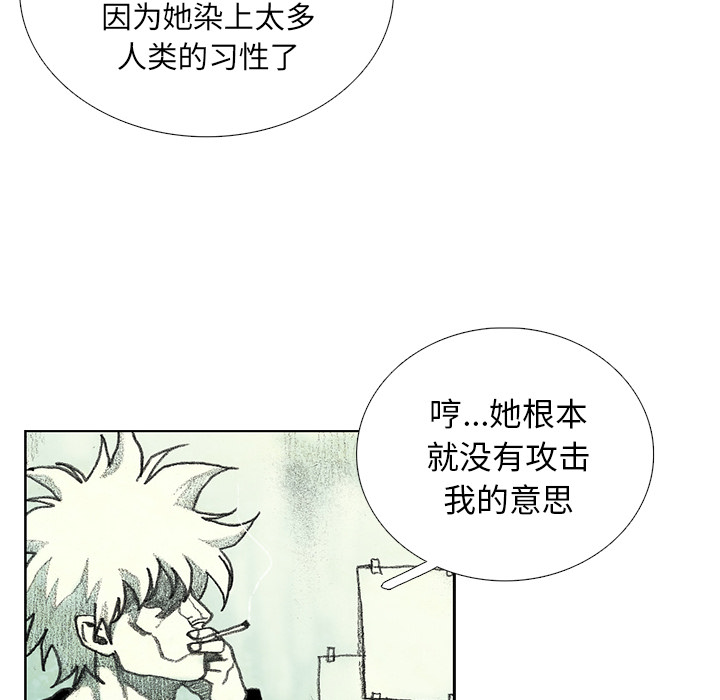 因为她染上太多
人类的习性了
哼...她根本
就没有攻击
我的意思